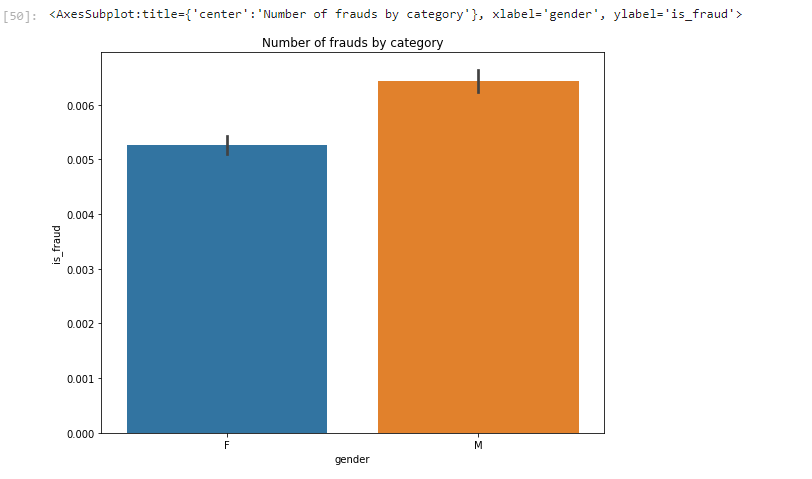 [50]: <AxesSubplot:title={'center':'Number of frauds by category'}, xlabel='gender', ylabel='is_fraud'>
Number of frauds by category
0.006
0.005
0.004
0.003
0.002
0.001
0.000
is_fraud
F M
gender